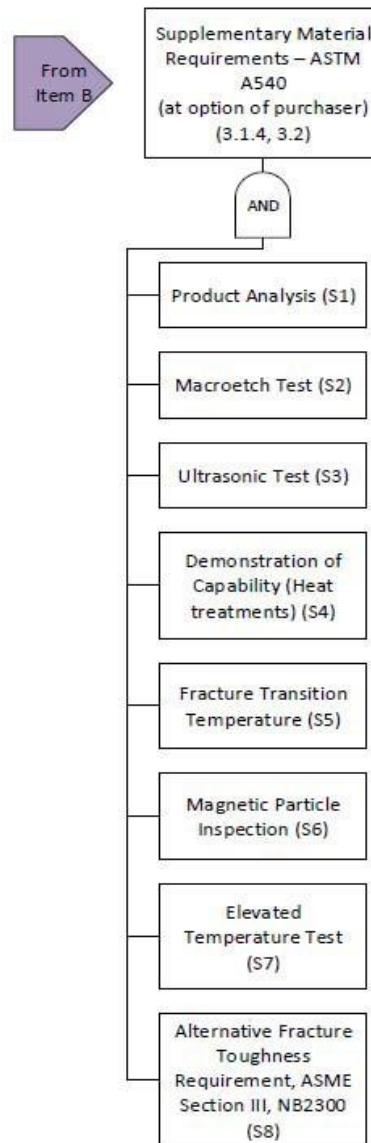 From
Item B
Supplementary Material
Requirements – ASTM
A540
(at option of purchaser)
(3.1.4, 3.2)
AND
Product Analysis (S1)
Macroetch Test (S2)
Ultrasonic Test (S3)
Demonstration of
Capability (Heat
treatments) (S4)
Fracture Transition
Temperature (S5)
Magnetic Particle
Inspection (S6)
Elevated
Temperature Test
(S7)
Alternative Fracture
Toughness
Requirement, ASME
Section III, NB2300
(S8)